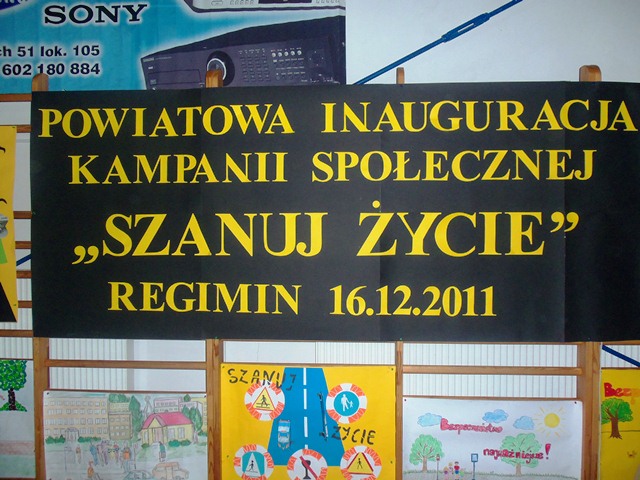 SONY
ch 51 lok. 105
602 180 884
POWIATOWA INAUGURACJA
KAMPANII SPOŁECZNEJ
„SZANUJ ŻYCIE”
REGIMIN 16.12.2011
SZANUJ
ŻYCIE
Bezpieczeństwo
najważniejsze!